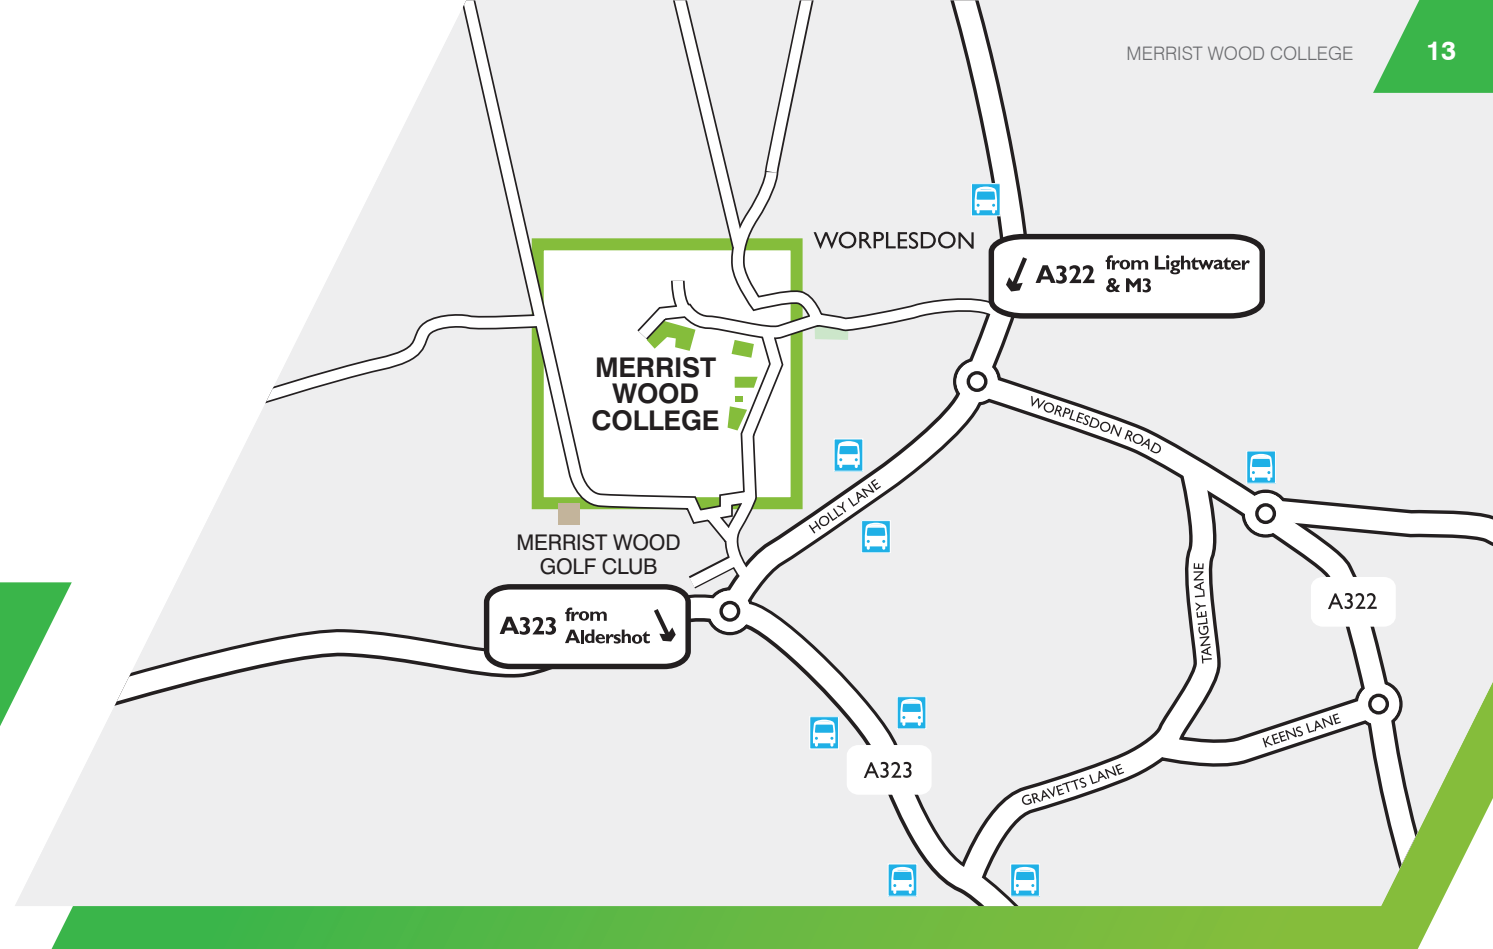 MERRIST WOOD COLLEGE
13
WORPLESDON
A322
from Lightwater
& M3
MERRIST
WOOD
COLLEGE
WORPLESDON ROAD
HOLLY LANE
MERRIST WOOD
GOLF CLUB
TANGLEY LANE
A322
A323
from
Aldershot
KEENS LANE
A323
GRAVETTS LANE